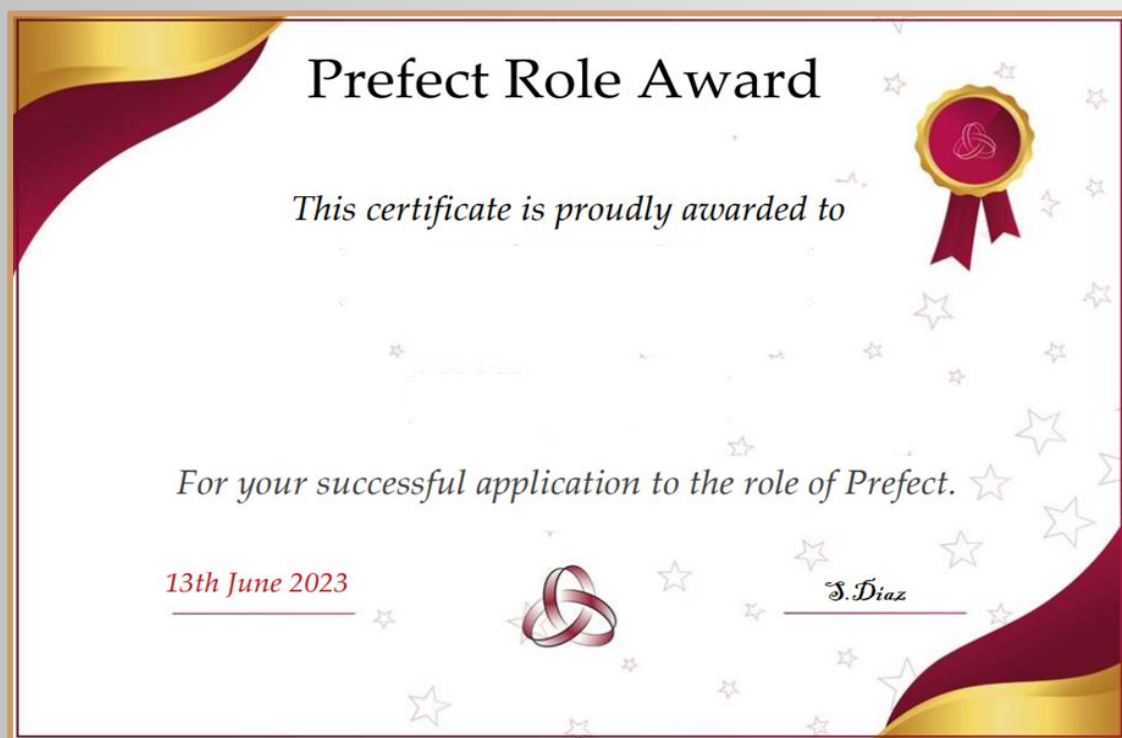 Prefect Role Award
This certificate is proudly awarded to
For your successful application to the role of Prefect.
13th June 2023
S.Diaz